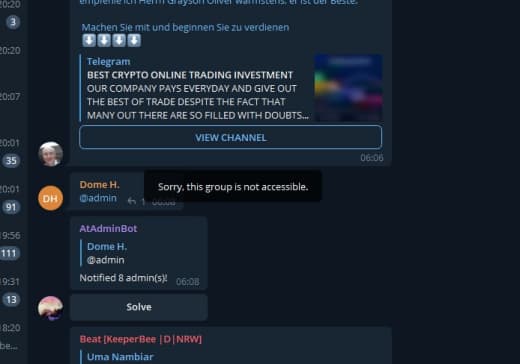 20:20
empfehle ich Herrn Grayson Oliver wärmstens, er ist der Beste.
3
Machen Sie mit und beginnen Sie zu verdienen
20:20
Telegram
BEST CRYPTO ONLINE TRADING INVESTMENT
OUR COMPANY PAYS EVERYDAY AND GIVE OUT
20:07
THE BEST OF TRADE DESPITE THE FACT THAT
MANY OUT THERE ARE SO FILLED WITH DOUBTS...
VIEW CHANNEL
20:01
35
06:06
Dome H.
Sorry, this group is not accessible.
20:01
DH
@admin
1 06:08
91
AtAdminBot
19:56
Dome H.
111
@admin
Notified 8 admin(s)!
06:08
19:31
13
Solve
18:20
Beat [KeeperBee |D|NRW]
be...
Uma Nambiar